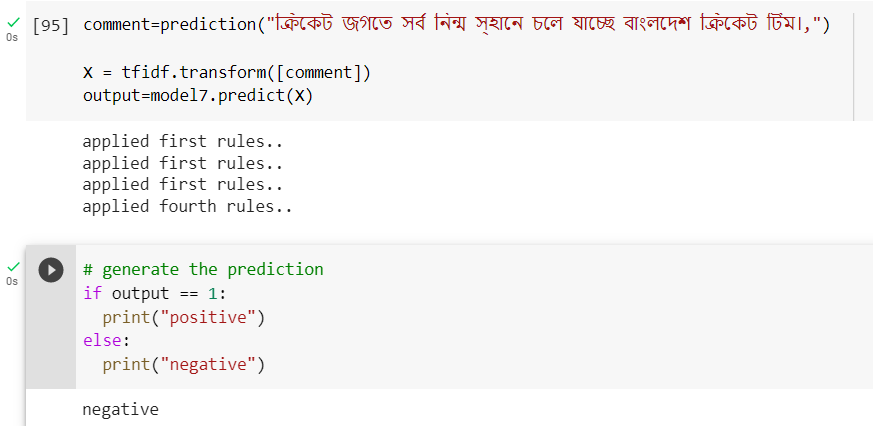 [95] comment=prediction("ক্রিকেট জগতে সর্ব নিন্ম স্হানে চলে যাচ্ছে বাংলদেশ ক্রিকেট টিম।,")
0s
X = tfidf.transform([comment])
output=model7.predict(X)
applied first rules..
applied first rules..
applied first rules..
applied fourth rules..
# generate the prediction
0s
if output == 1:
print("positive")
else:
print("negative")
negative